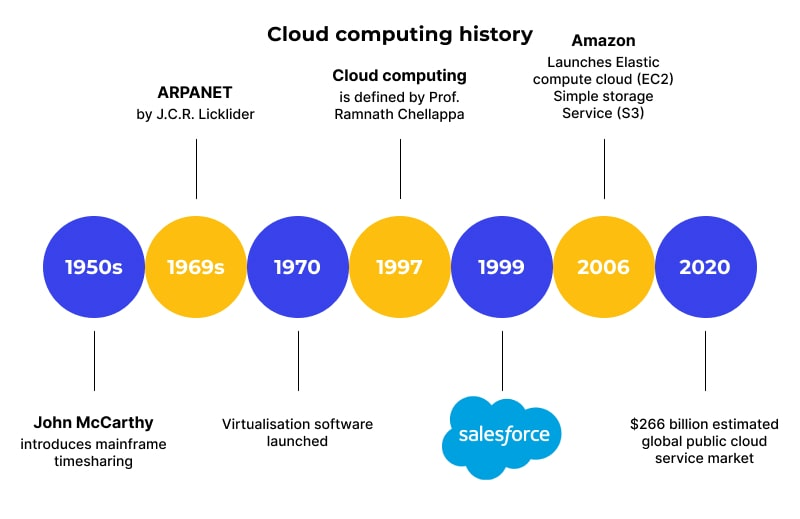 Cloud computing history
ARPANET
by J.C.R. Licklider
Cloud computing
is defined by Prof.
Ramnath Chellappa
Amazon
Launches Elastic
compute cloud (EC2)
Simple storage
Service (S3)
1950s
1969s
1970
1997
1999
2006
2020
John McCarthy
introduces mainframe
timesharing
Virtualisation software
launched
salesforce
$266 billion estimated
global public cloud
service market